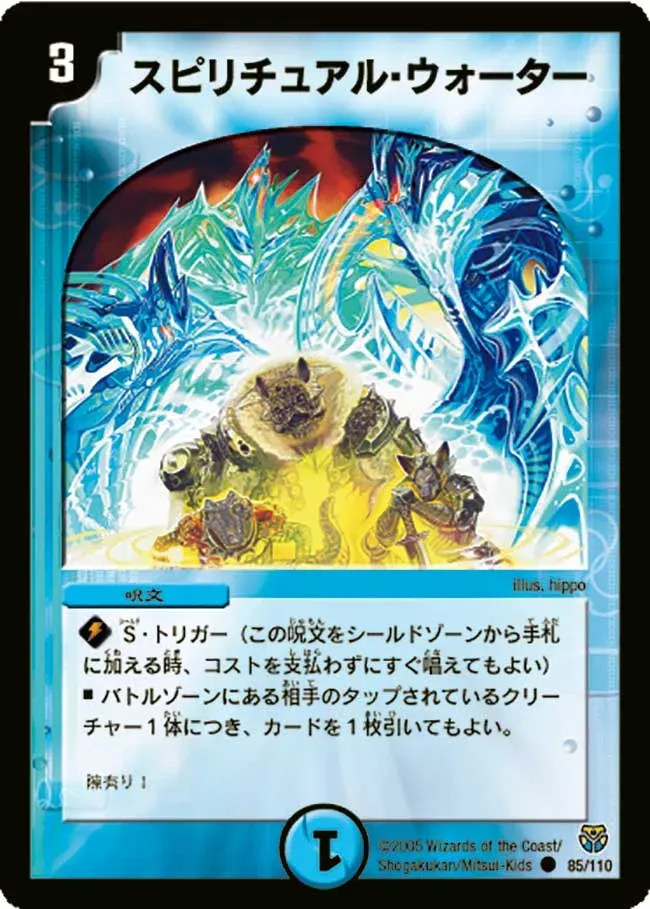 3
スピリチュアル・ウォーター
illus. hippo
呪文
S・トリガー（この呪文をシールドゾーンから手札
に加える時、コストを支払わずにすぐ唱えてもよい）
■ バトルゾーンにある相手のタップされているクリー
チャー１体につき、カードを１枚引いてもよい。
隙有り！
1
©2005 Wizards of the Coast/
Shogakukan/Mitsui-Kids ● 85/110